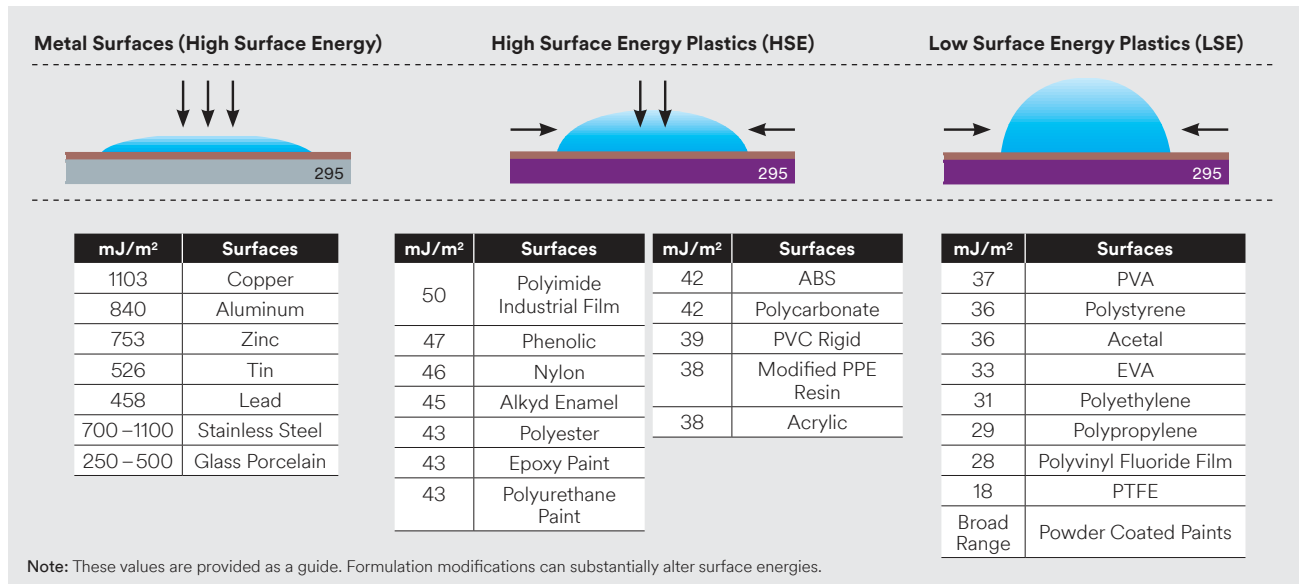 Metal Surfaces (High Surface Energy)
High Surface Energy Plastics (HSE)
Low Surface Energy Plastics (LSE)
295
295
295
mJ/m² Surfaces
1103 Copper
840 Aluminum
753 Zinc
526 Tin
458 Lead
700–1100 Stainless Steel
250–500 Glass Porcelain
mJ/m² Surfaces
50 Polyimide
Industrial Film
47 Phenolic
46 Nylon
45 Alkyd Enamel
43 Polyester
43 Epoxy Paint
43 Polyurethane
Paint
mJ/m² Surfaces
42 ABS
42 Polycarbonate
39 PVC Rigid
38 Modified PPE
Resin
38 Acrylic
mJ/m² Surfaces
37 PVA
36 Polystyrene
36 Acetal
33 EVA
31 Polyethylene
29 Polypropylene
28 Polyvinyl Fluoride Film
18 PTFE
Broad
Range Powder Coated Paints
Note: These values are provided as a guide. Formulation modifications can substantially alter surface energies.